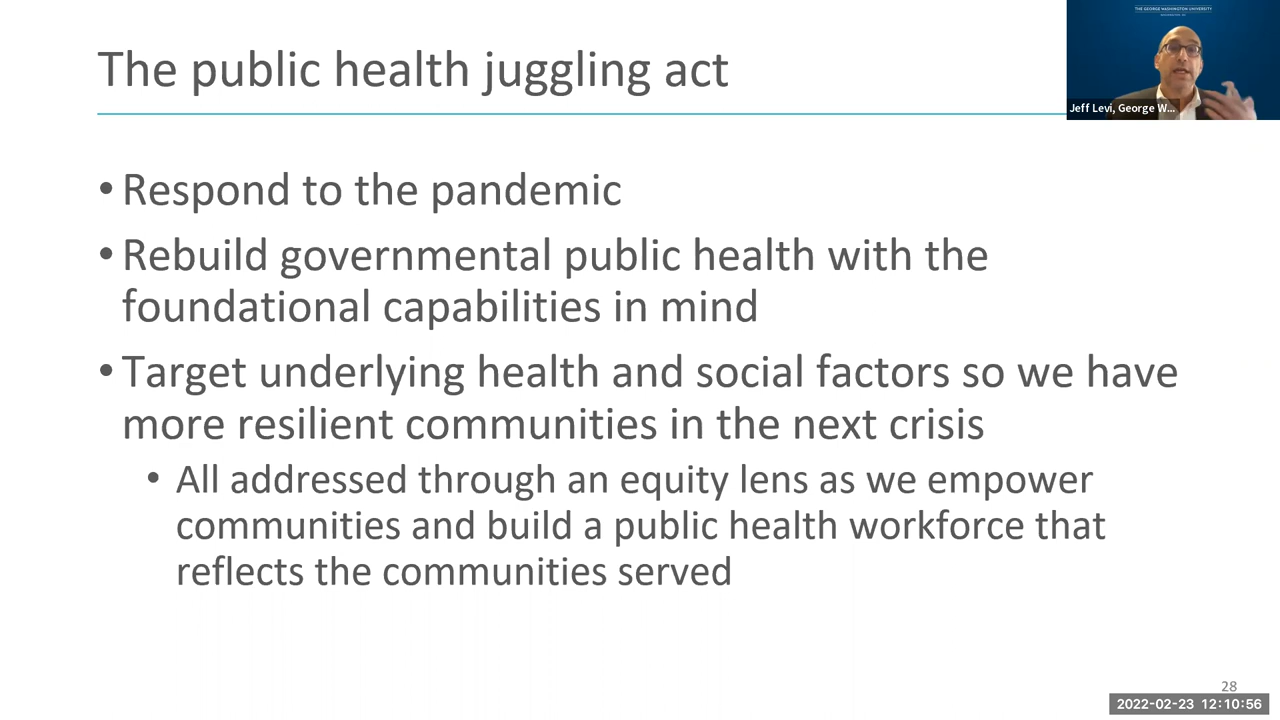 The public health juggling act
THE GEORGE WASHINGTON UNIVERSITY
WASHINGTON, DC
Jeff Levi, George W...
• Respond to the pandemic
• Rebuild governmental public health with the
foundational capabilities in mind
• Target underlying health and social factors so we have
more resilient communities in the next crisis
• All addressed through an equity lens as we empower
communities and build a public health workforce that
reflects the communities served
28
2022-02-23 12:10:56